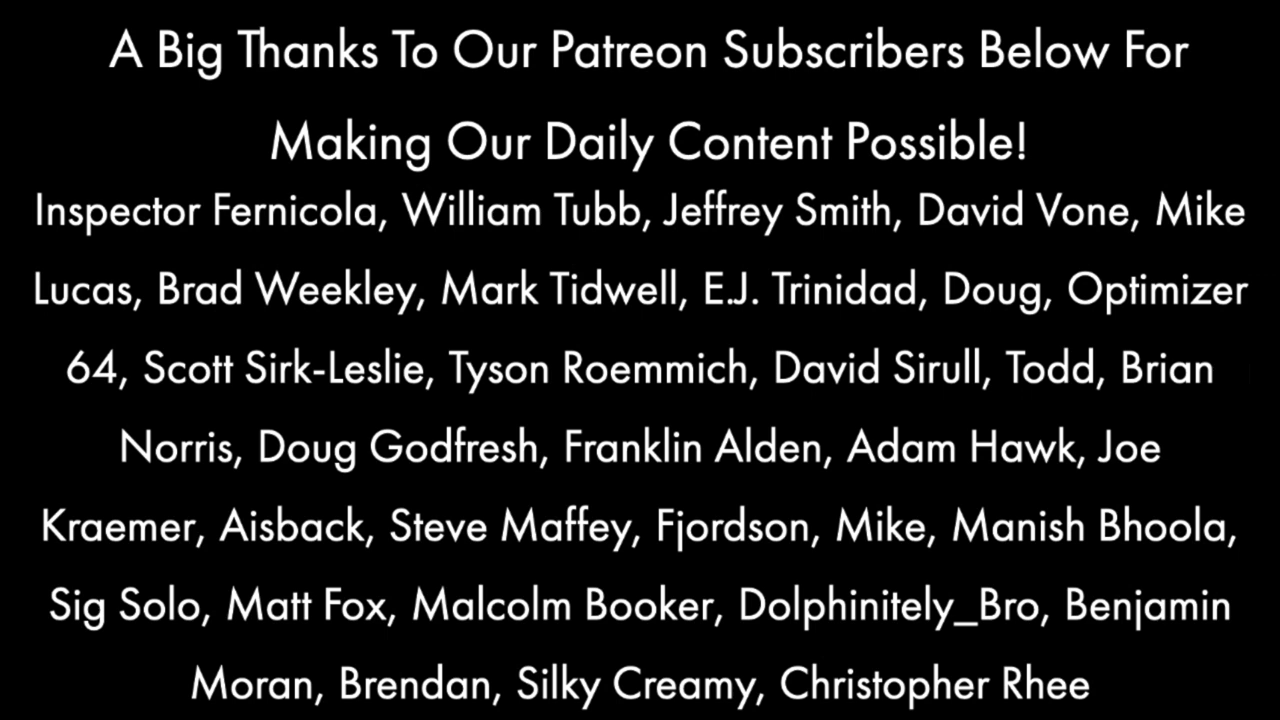 A Big Thanks To Our Patreon Subscribers Below For
Making Our Daily Content Possible!
Inspector Fernicola, William Tubb, Jeffrey Smith, David Vone, Mike
Lucas, Brad Weekley, Mark Tidwell, E.J. Trinidad, Doug, Optimizer
64, Scott Sirk-Leslie, Tyson Roemmich, David Sirull, Todd, Brian
Norris, Doug Godfresh, Franklin Alden, Adam Hawk, Joe
Kraemer, Aisback, Steve Maffey, Fjordson, Mike, Manish Bhoola,
Sig Solo, Matt Fox, Malcolm Booker, Dolphinitely_Bro, Benjamin
Moran, Brendan, Silky Creamy, Christopher Rhee